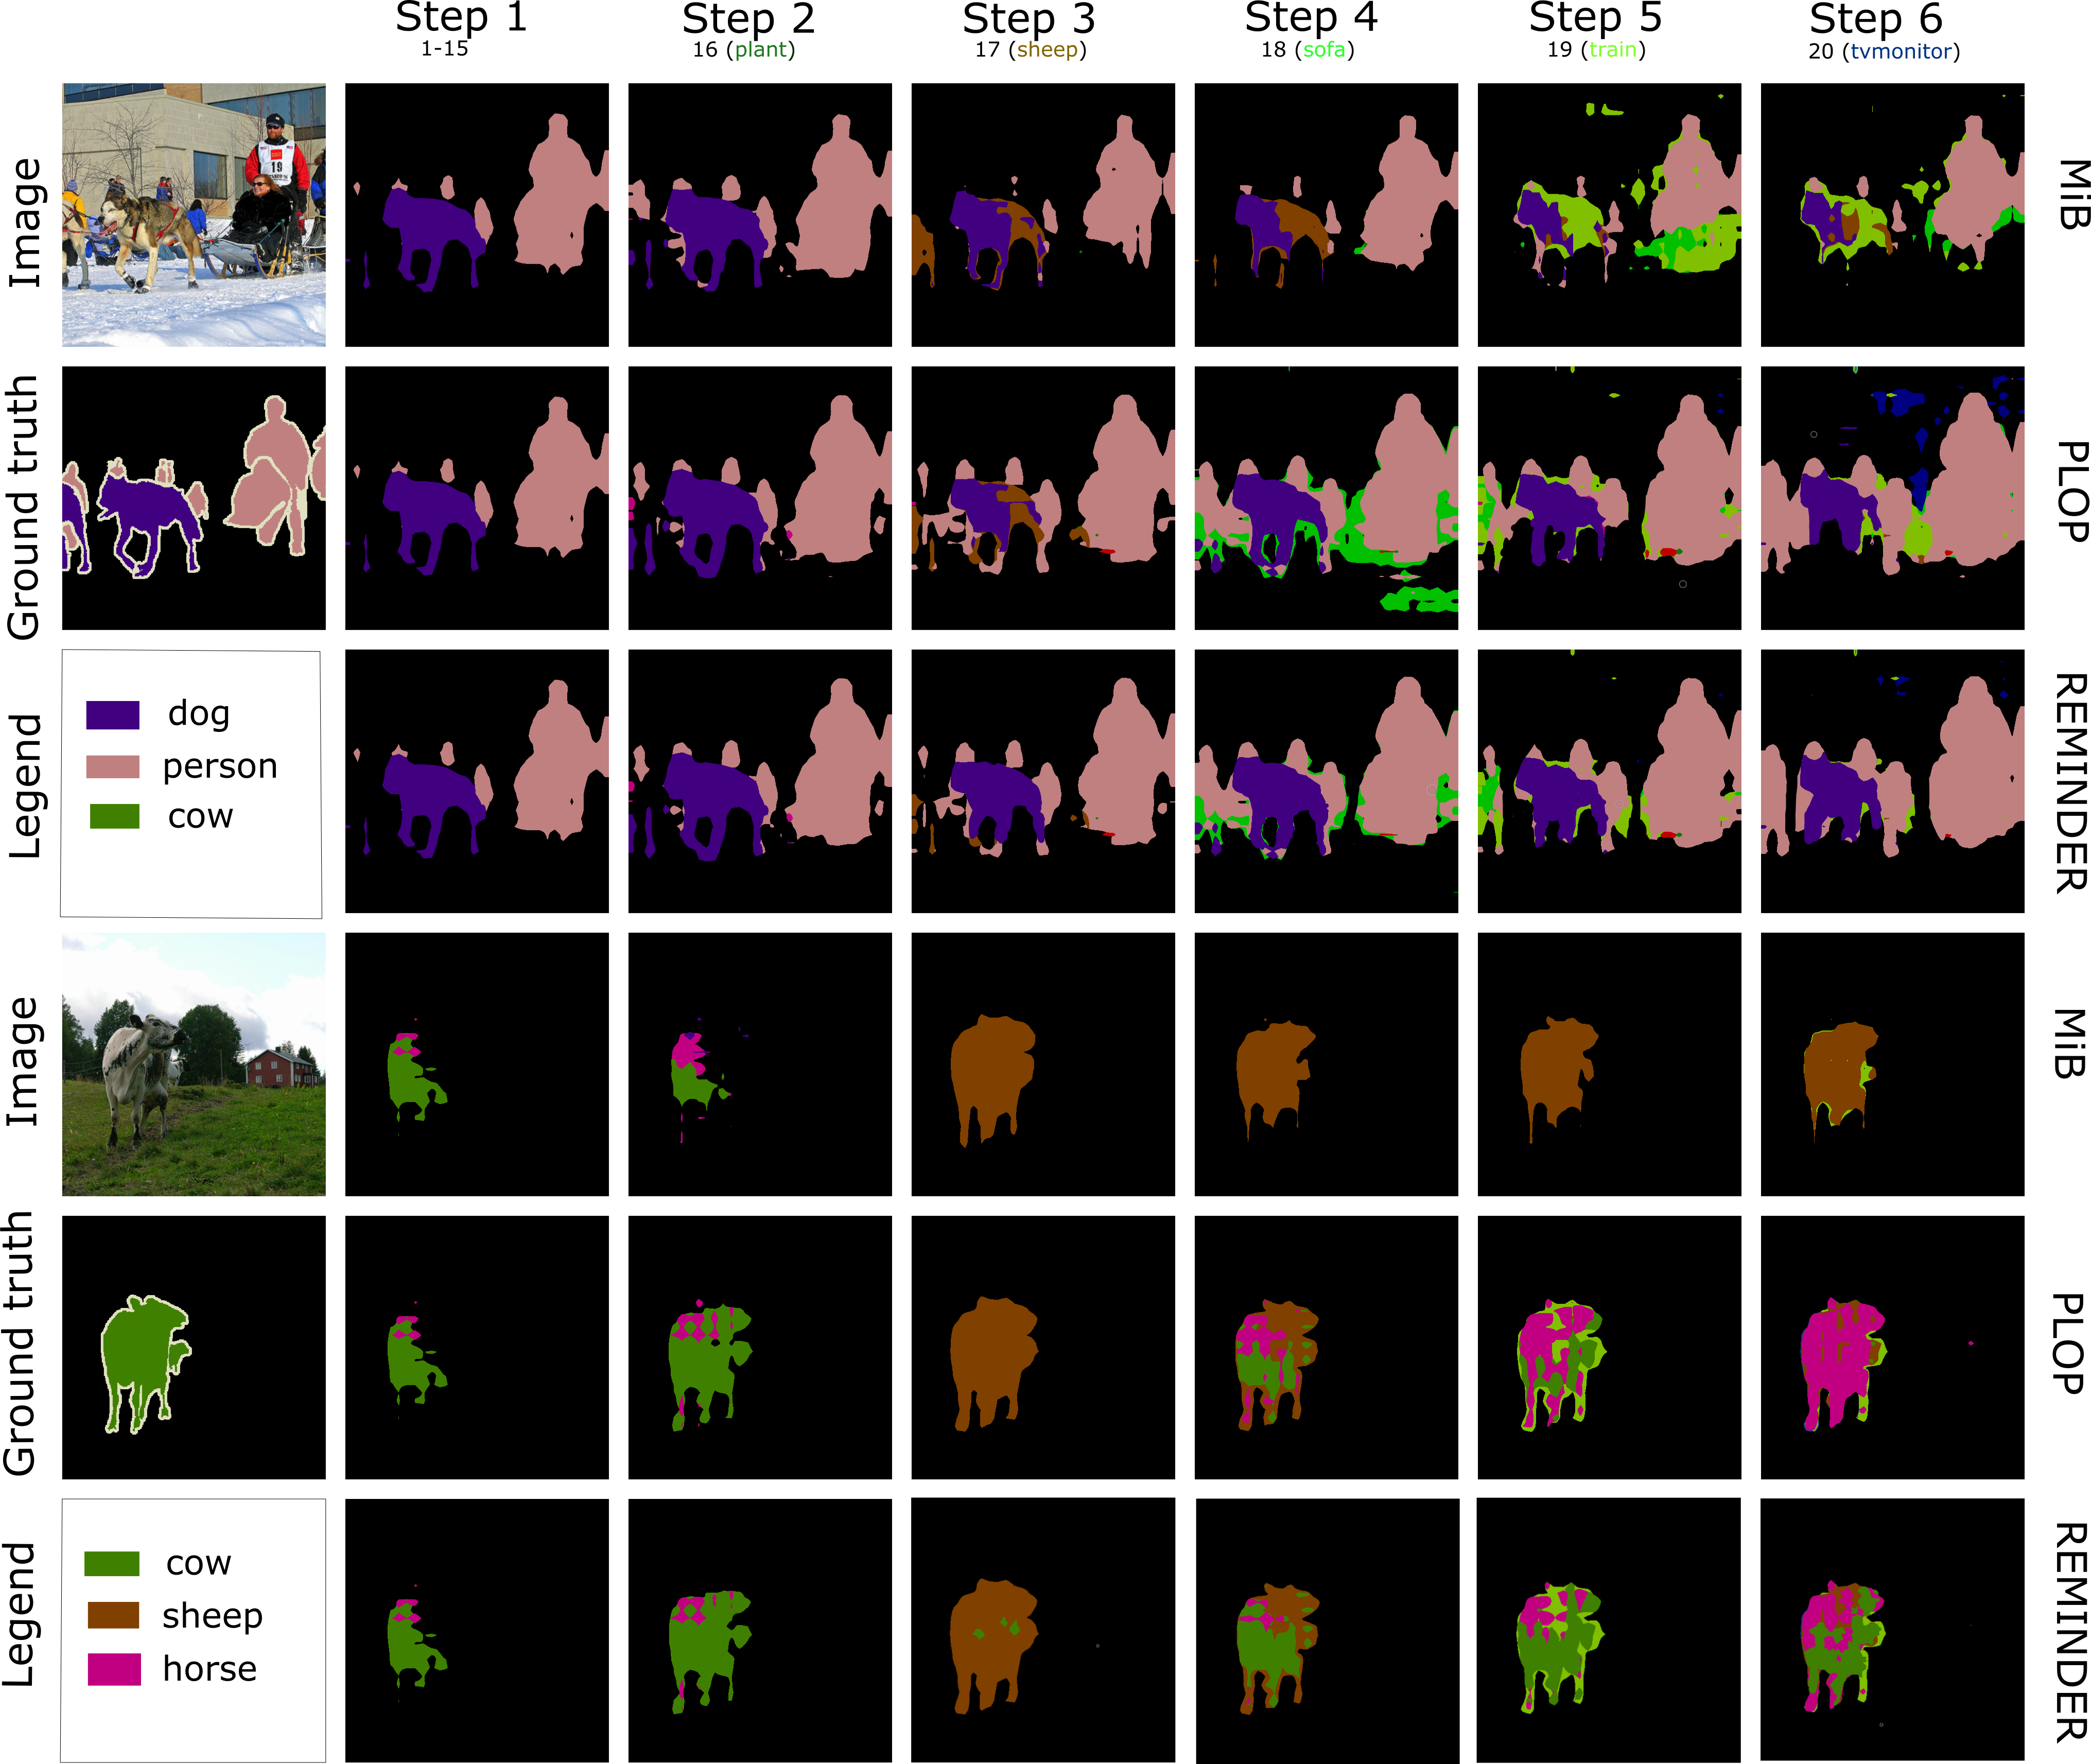 Step 1
Step 2
Step 3
Step 4
Step 5
Step 6
1-15
16 (plant)
17 (sheep)
18 (sofa)
19 (train)
20 (tvmonitor)
Image
19
MiB
Ground truth
PLOP
Legend
dog
person
cow
REMINDER
Image
MiB
Ground truth
PLOP
Legend
cow
sheep
horse
REMINDER